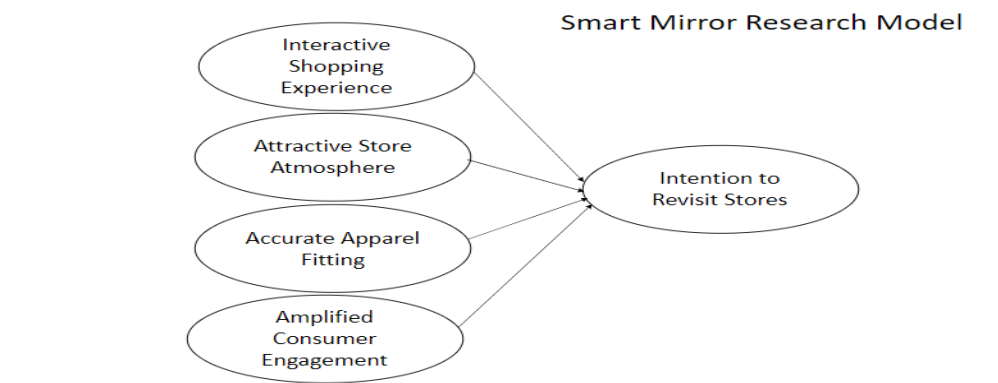 Smart Mirror Research Model
Interactive
Shopping
Experience
Attractive Store
Atmosphere
Accurate Apparel
Fitting
Amplified
Consumer
Engagement
Intention to
Revisit Stores